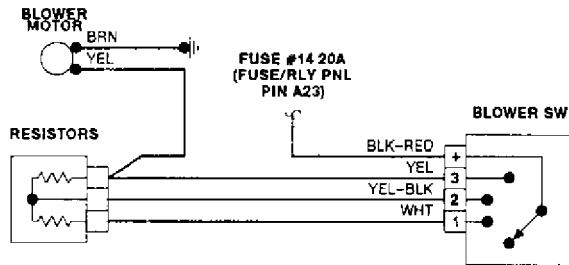 BLOWER
MOTOR
BRN
YEL
FUSE #14 20A
(FUSE/RLY PNL
PIN A23)
BLOWER SW
RESISTORS
BLK-RED
+
YEL
3
YEL-BLK
2
WHT
1